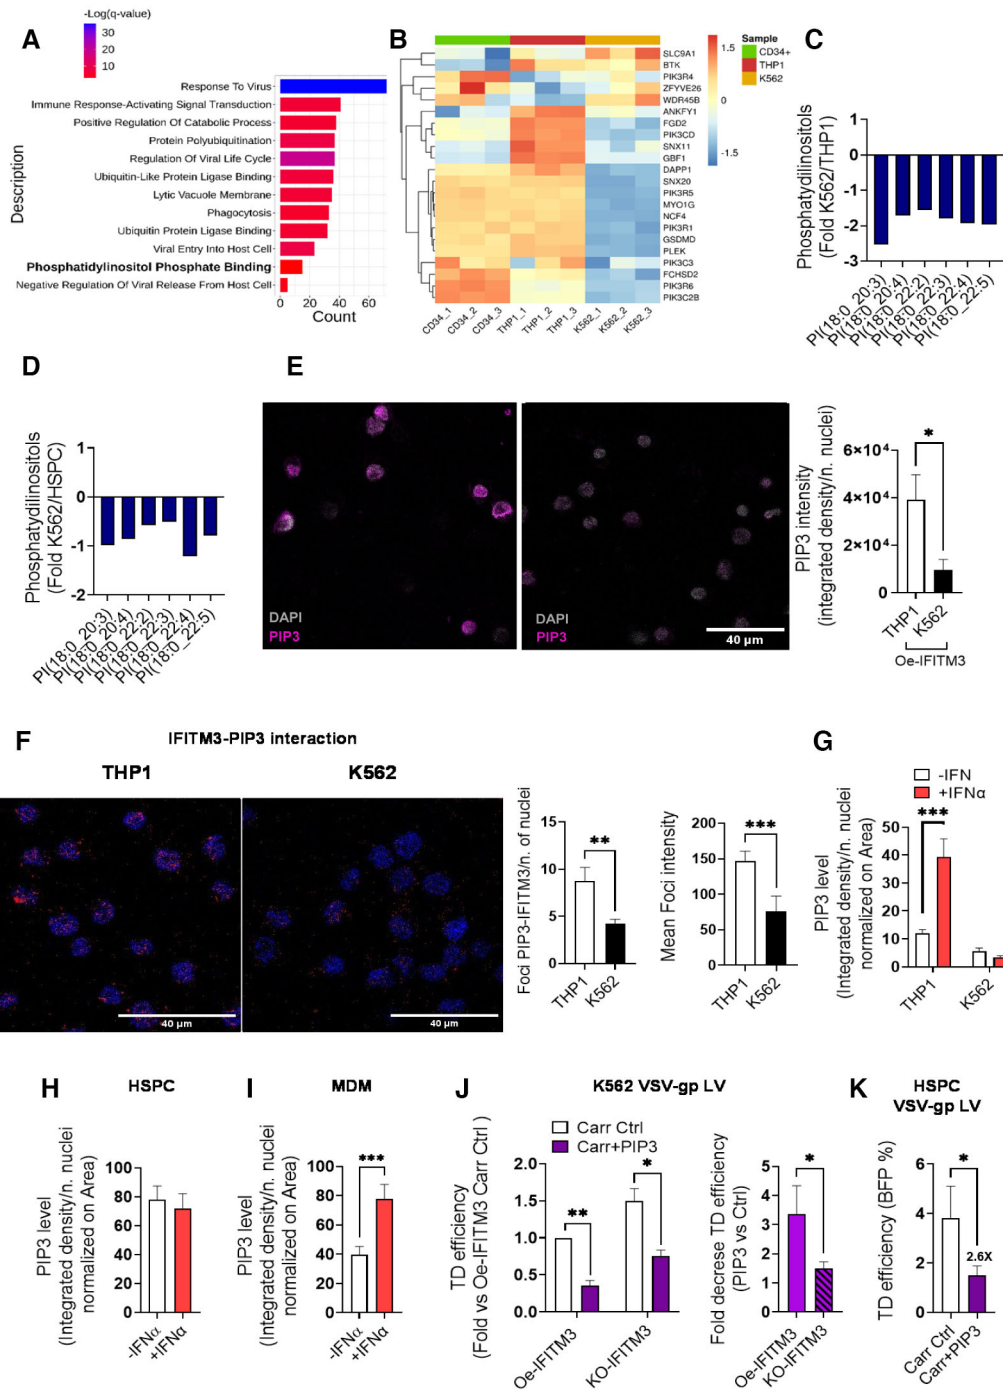 -Log(q-value)
30
20
10
A
Description
Response To Virus
Immune Response-Activating Signal Transduction
Positive Regulation Of Catabolic Process
Protein Polyubiquitination
Regulation Of Viral Life Cycle
Ubiquitin-Like Protein Ligase Binding
Lytic Vacuole Membrane
Phagocytosis
Ubiquitin Protein Ligase Binding
Viral Entry Into Host Cell
Phosphatidylinositol Phosphate Binding
Negative Regulation Of Viral Release From Host Cell
0 20 40 60
Count
B
SLC9A1
BTK
PIK3R4
ZFYVE26
WDR45B
ANKFY1
FGD2
PIK3CD
SNX11
GBF1
DAPP1
SNX20
PIK3R5
MYO1G
NCF4
PIK3R1
GSDMD
PLEK
PIK3C3
FCHSD2
PIK3R6
PIK3C2B
CD34_1 CD34_2 CD34_3 THP1_1 THP1_2 THP1_3 K562_1 K562_2 K562_3
1.5
0
-1.5
Sample
CD34+
THP1
K562
C
Phosphatydilinositols
(Fold K562/THP1)
1
0
-1
-2
-3
PI(18:0_20:3)
PI(18:0_20:4)
PI(18:0_22:2)
PI(18:0_22:3)
PI(18:0_22:4)
PI(18:0_22:5)
D
Phosphatydilinositols
(Fold K562/HSPC)
1
0
-1
-2
PI(18:0_20:3)
PI(18:0_20:4)
PI(18:0_22:2)
PI(18:0_22:3)
PI(18:0_22:4)
PI(18:0_22:5)
E
DAPI
PIP3
DAPI
PIP3
40 µm
PIP3 intensity
(integrated density/n. nuclei)
6×10⁴
4×10⁴
2×10⁴
0
*
THP1
K562
Oe-IFITM3
F
IFITM3-PIP3 interaction
THP1
K562
40 µm
40 µm
Foci PIP3-IFITM3/n. of nuclei
15
10
5
0
**
THP1
K562
Mean Foci intensity
200
150
100
50
0
***
THP1
K562
G
-IFN
+IFNα
PIP3 level
(Integrated density/n. nuclei
normalized on Area)
50
40
30
20
10
0
***
THP1
K562
H
HSPC
PIP3 level
(Integrated density/n. nuclei
normalized on Area)
100
80
60
40
20
0
-IFNα
+IFNα
I
MDM
PIP3 level
(Integrated density/n. nuclei
normalized on Area)
100
80
60
40
20
0
***
-IFNα
+IFNα
J
K562 VSV-gp LV
Carr Ctrl
Carr+PIP3
TD efficiency
(Fold vs Oe-IFITM3 Carr Ctrl )
2.0
1.5
1.0
0.5
0.0
**
*
Oe-IFITM3
KO-IFITM3
Fold decrese TD efficiency
(PIP3 vs Ctrl)
5
4
3
2
1
0
*
Oe-IFITM3
KO-IFITM3
K
HSPC
VSV-gp LV
TD efficiency (BFP %)
6
4
2
0
*
2.6X
Carr Ctrl
Carr+PIP3